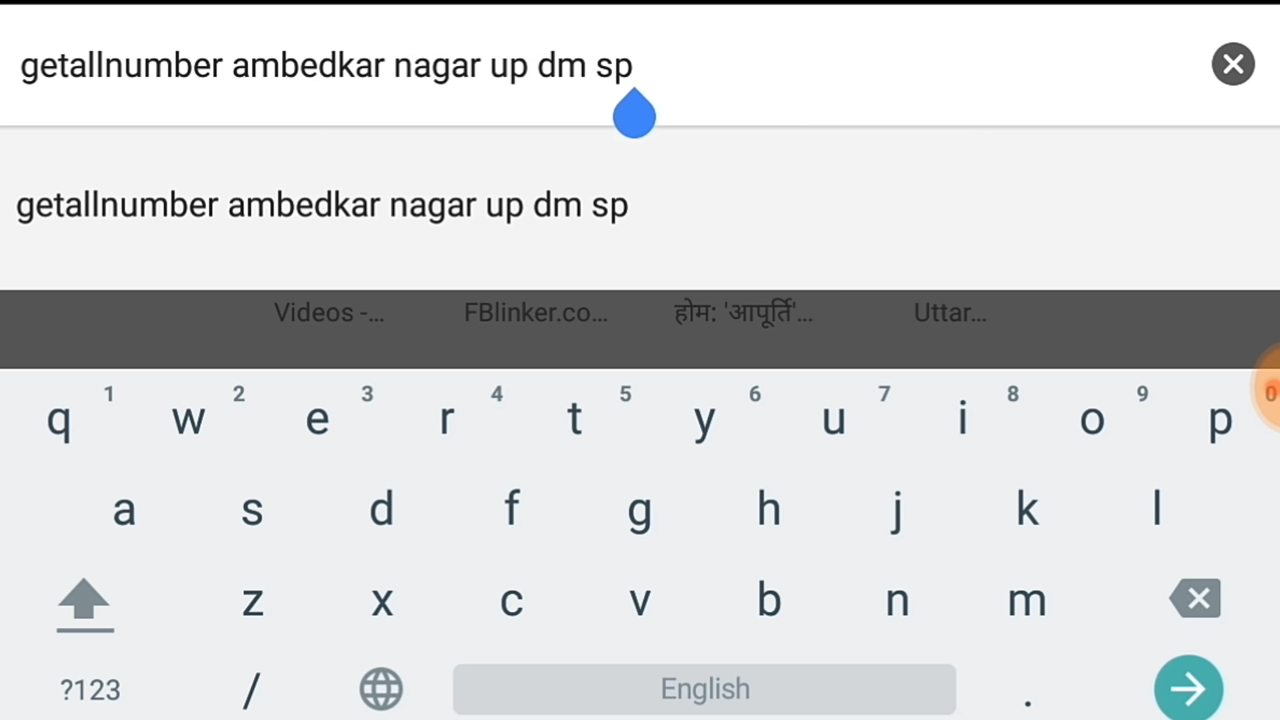 getallnumber ambedkar nagar up dm sp
getallnumber ambedkar nagar up dm sp
Videos -... FBlinker.co... होम: 'आपूर्ति'... Uttar...
1 2 3 4 5 6 7 8 9 0
q w e r t y u i o p
a s d f g h j k l
z x c v b n m
?123 / English .